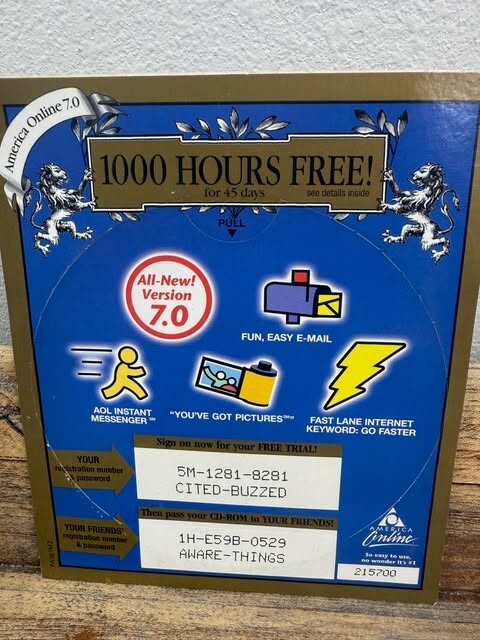 America Online 7.0
1000 HOURS FREE!
for 45 days
see details inside
PULL
All-New!
Version
7.0
FUN, EASY E-MAIL
AOL INSTANT
MESSENGER SM
"YOU'VE GOT PICTURES"
FAST LANE INTERNET
KEYWORD: GO FASTER
Sign on now for your FREE TRIAL!
YOUR
registration number
& password
5M-1281-8281
CITED-BUZZED
Then pass your CD-ROM to YOUR FRIENDS!
YOUR FRIENDS'
registration number
& password
1H-E59B-0529
AWARE-THINGS
AMERICA
Online
So easy to use,
no wonder it's #1
215700